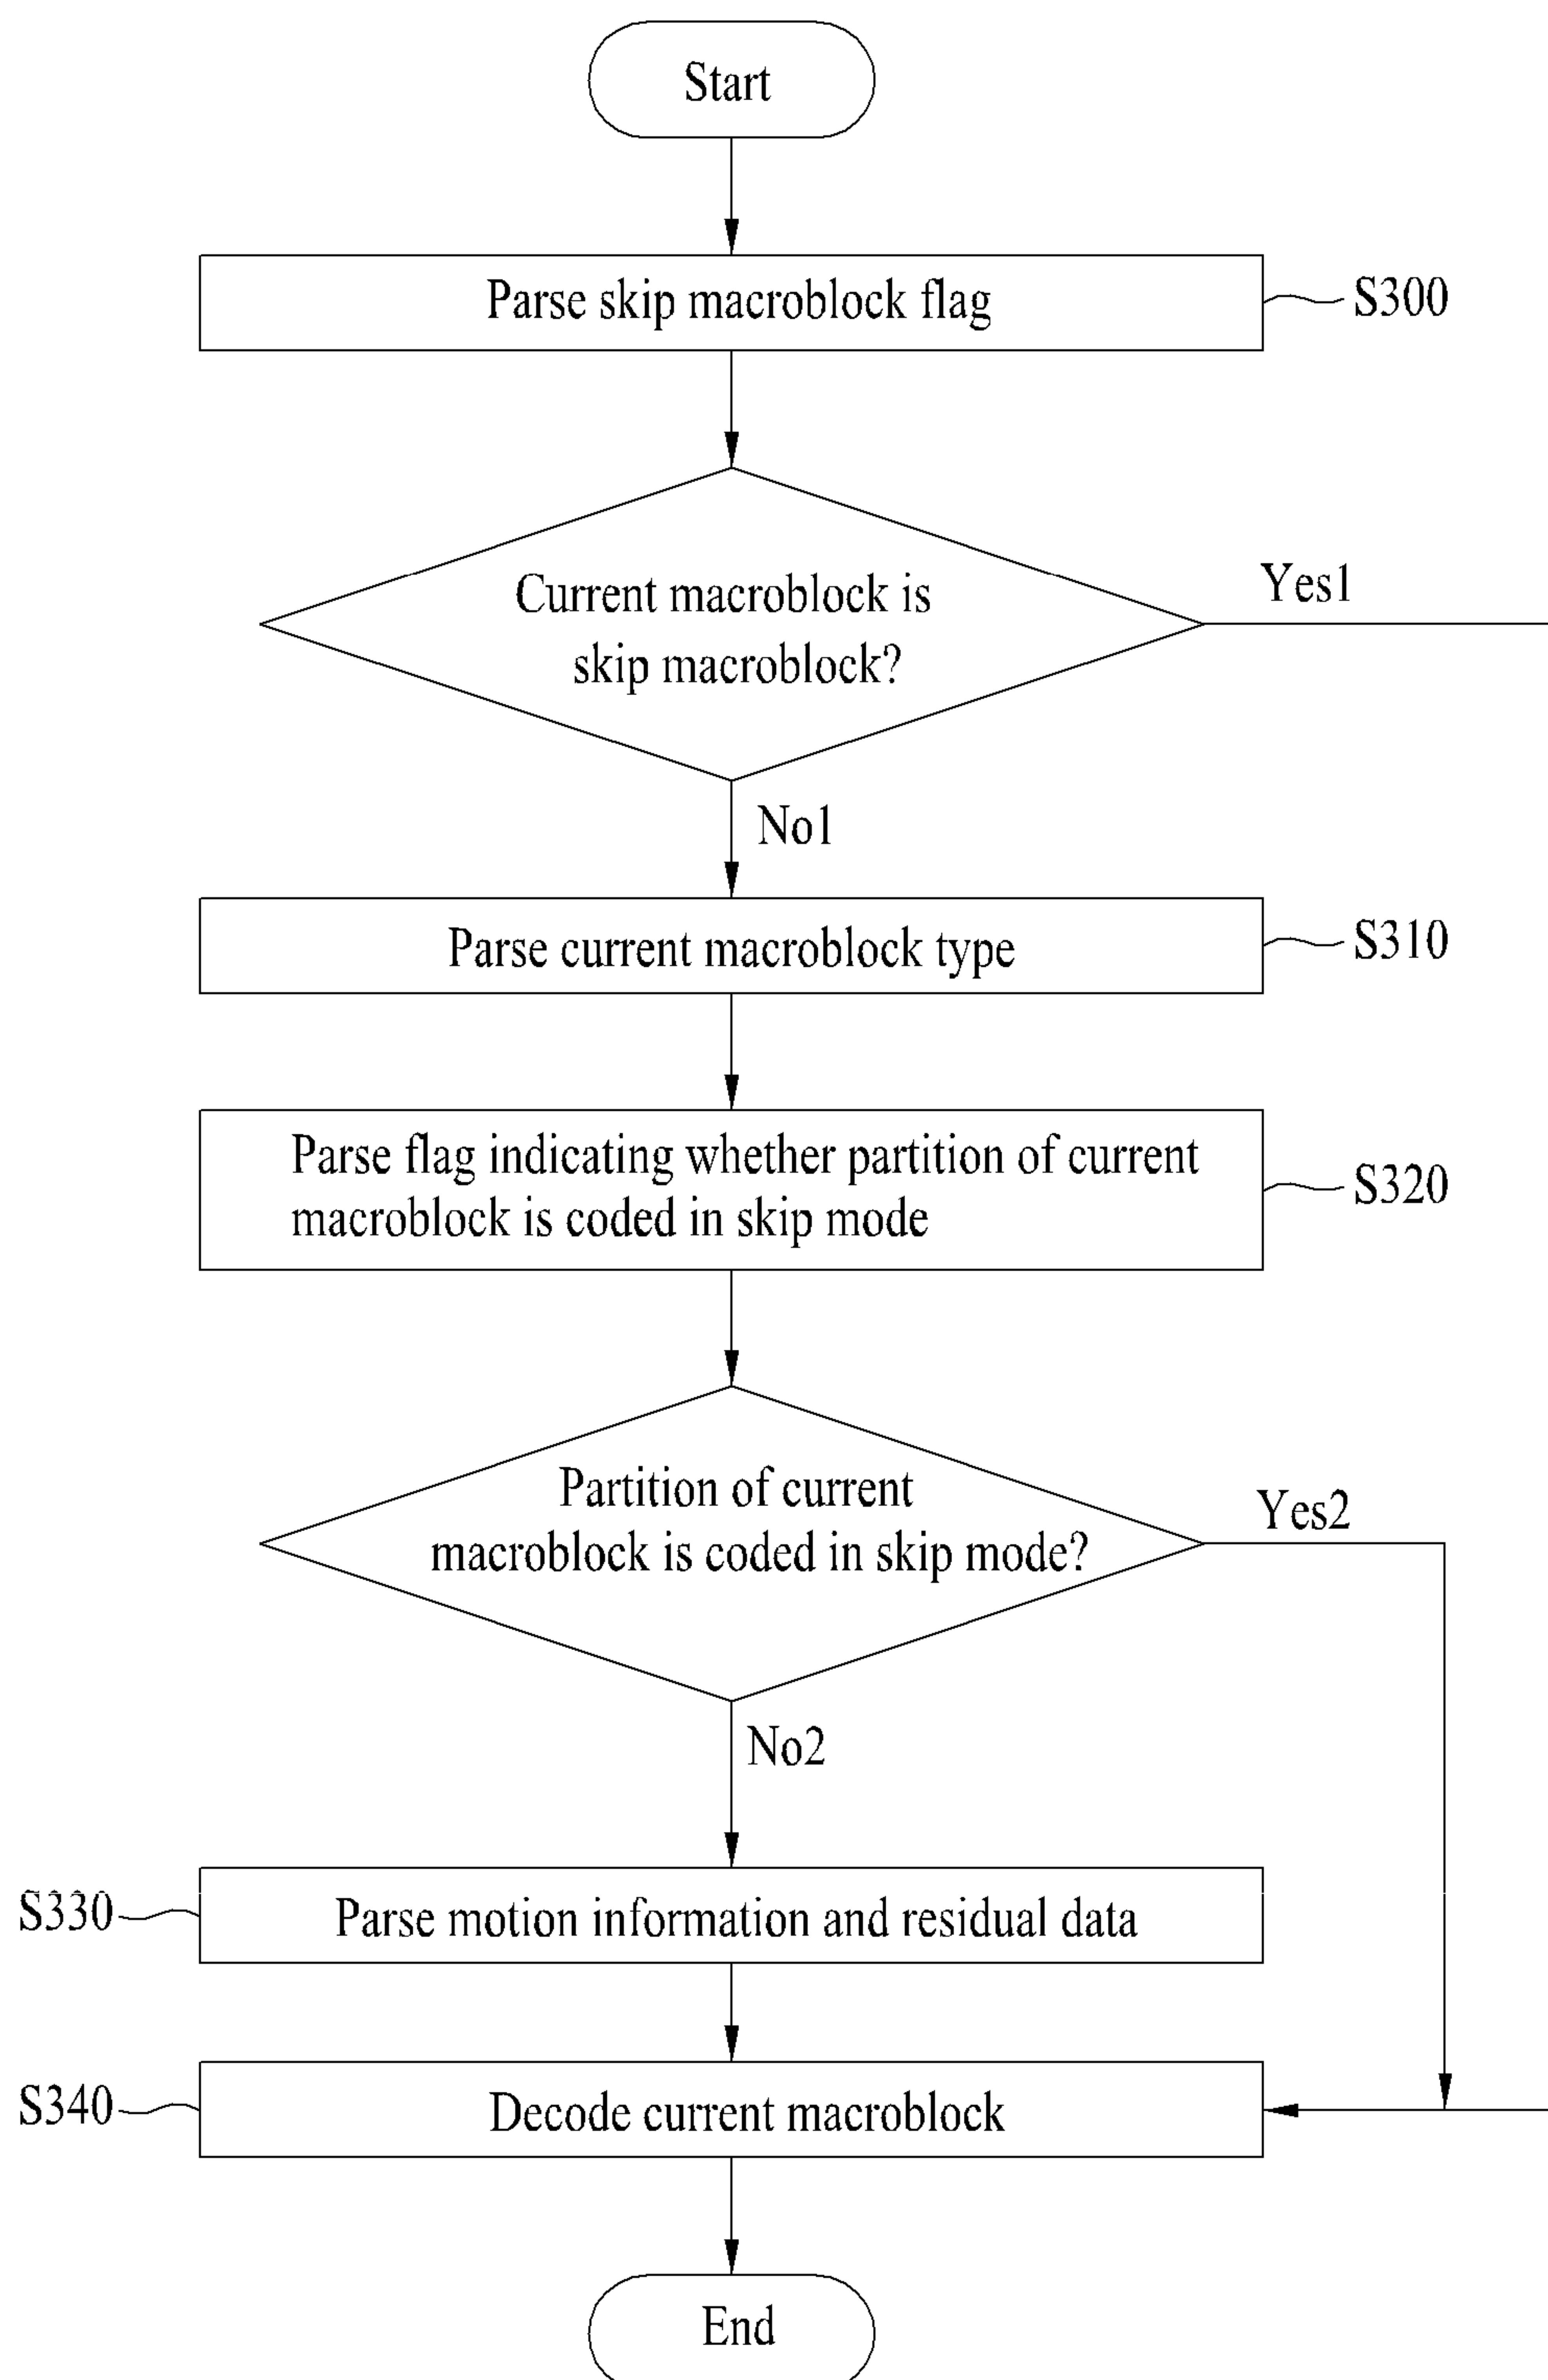 Start
Parse skip macroblock flag
S300
Current macroblock is
skip macroblock?
Yes1
No1
Parse current macroblock type
S310
Parse flag indicating whether partition of current
macroblock is coded in skip mode
S320
Partition of current
macroblock is coded in skip mode?
Yes2
No2
S330
Parse motion information and residual data
S340
Decode current macroblock
End